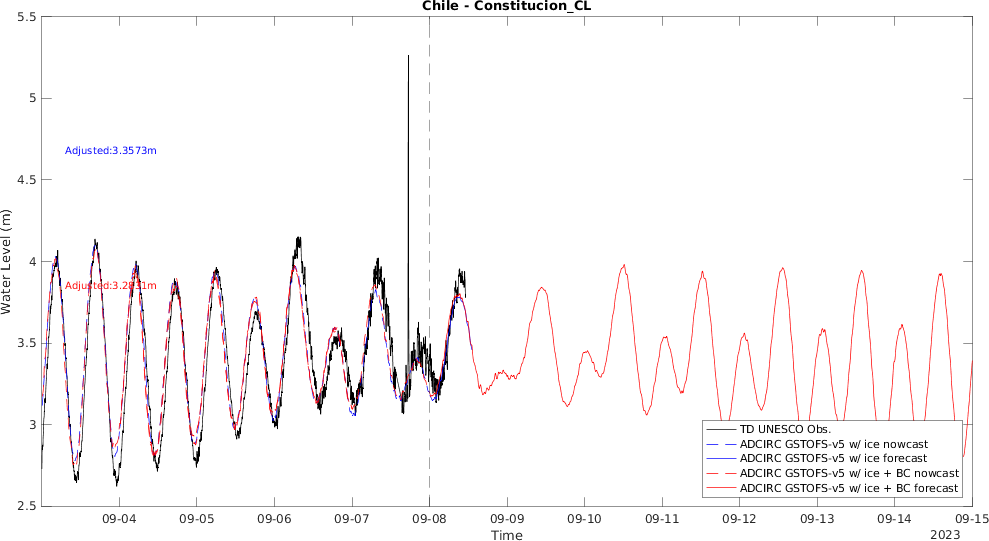 Chile - Constitucion_CL
5.5
5
4.5
4
3.5
3
2.5
Water Level (m)
Adjusted:3.3573m
Adjusted:3.2831m
TD UNESCO Obs.
ADCIRC GSTOFS-v5 w/ ice nowcast
ADCIRC GSTOFS-v5 w/ ice forecast
ADCIRC GSTOFS-v5 w/ ice + BC nowcast
ADCIRC GSTOFS-v5 w/ ice + BC forecast
09-04 09-05 09-06 09-07 09-08 09-09 09-10 09-11 09-12 09-13 09-14 09-15
Time
2023